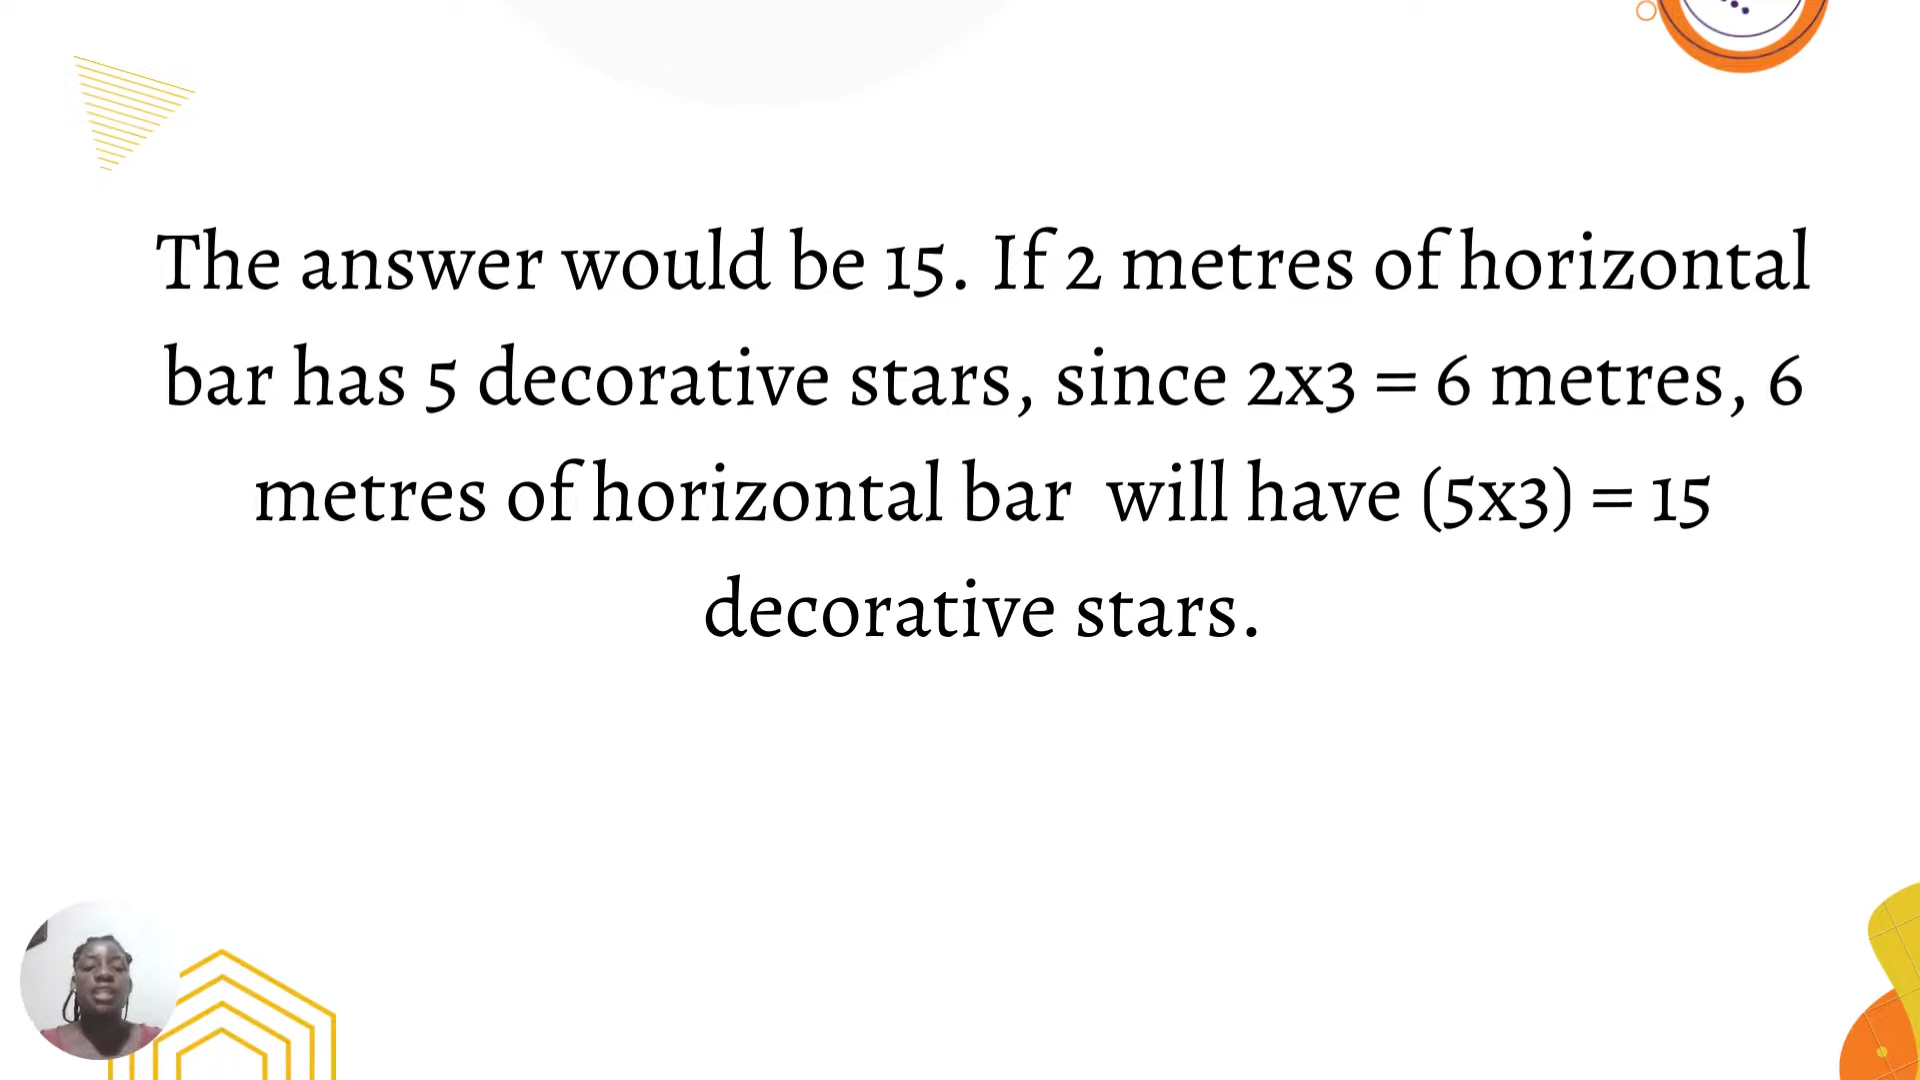 The answer would be 15. If 2 metres of horizontal
bar has 5 decorative stars, since 2x3 = 6 metres, 6
metres of horizontal bar  will have (5x3) = 15
decorative stars.